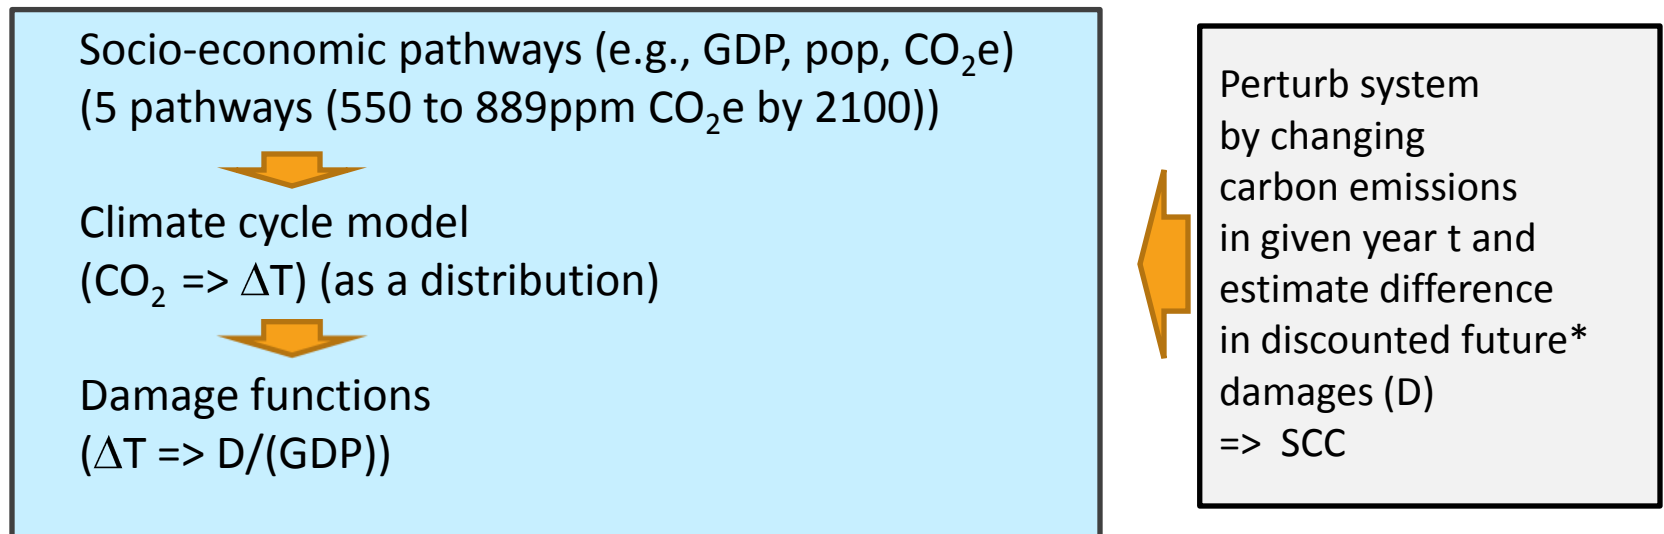 Socio-economic pathways (e.g., GDP, pop, CO₂e)
(5 pathways (550 to 889ppm CO₂e by 2100))
Climate cycle model
(CO₂ => ΔT) (as a distribution)
Damage functions
(ΔT => D/(GDP))
Perturb system
by changing
carbon emissions
in given year t and
estimate difference
in discounted future*
damages (D)
=> SCC